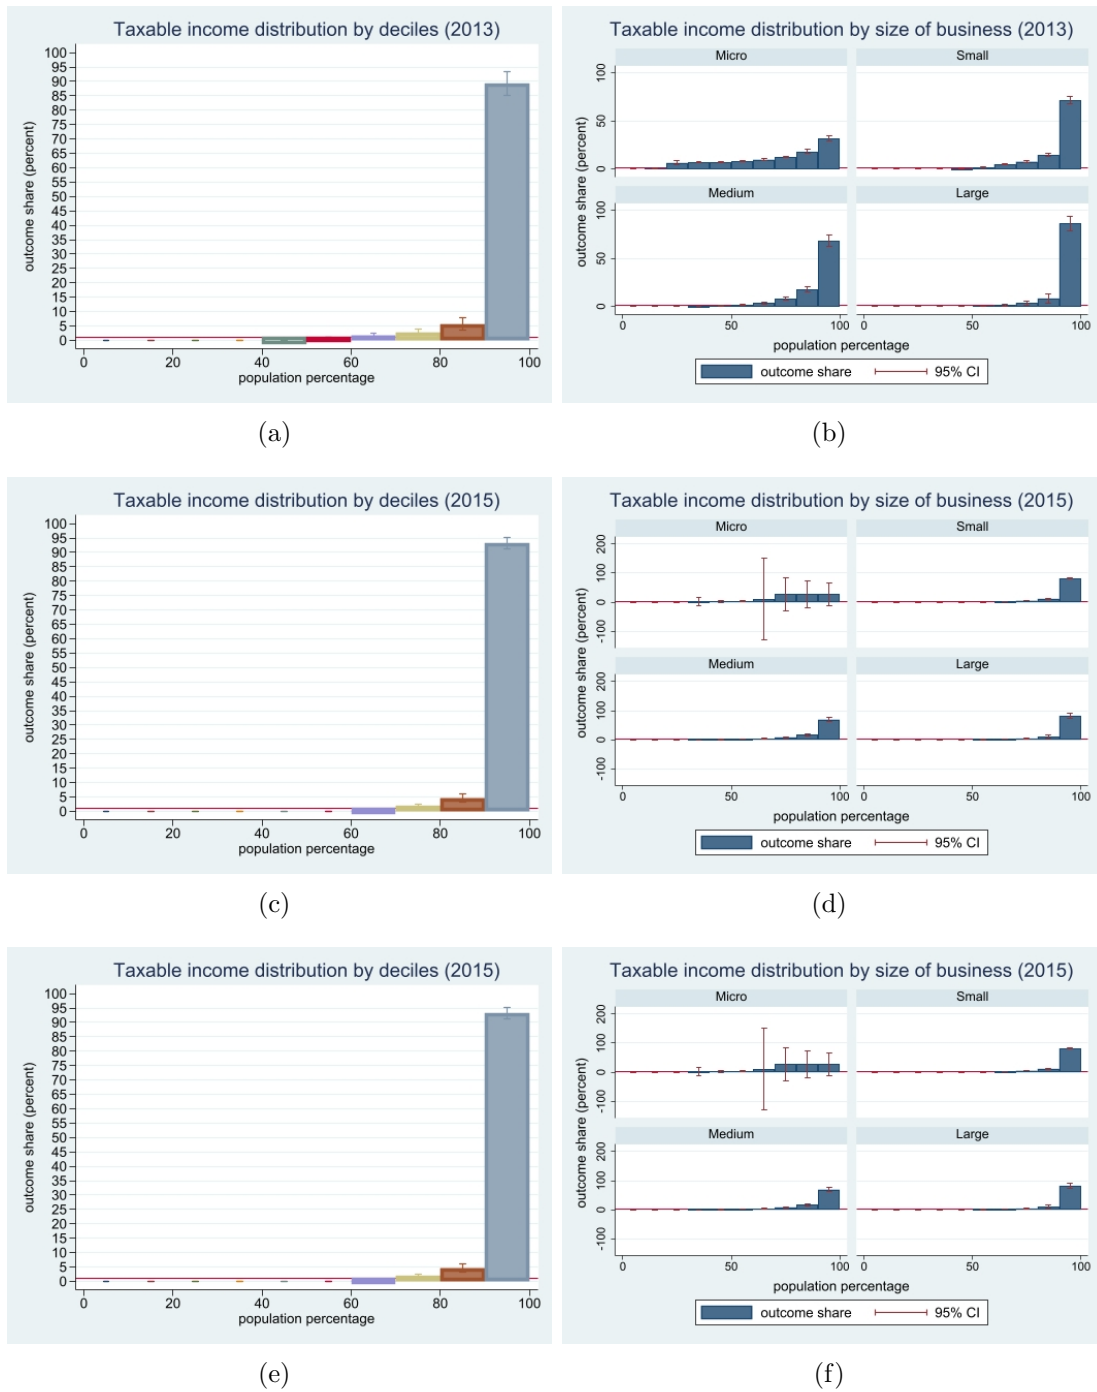 Taxable income distribution by deciles (2013)
100
95
90
85
80
75
70
65
60
55
50
45
40
35
30
25
20
15
10
5
0
outcome share (percent)
0 20 40 60 80 100
population percentage
(a)
Taxable income distribution by size of business (2013)
Micro Small
100
50
0
Medium Large
100
50
0
outcome share (percent)
0 50 100 0 50 100
population percentage
outcome share 95% CI
(b)
Taxable income distribution by deciles (2015)
100
95
90
85
80
75
70
65
60
55
50
45
40
35
30
25
20
15
10
5
0
outcome share (percent)
0 20 40 60 80 100
population percentage
(c)
Taxable income distribution by size of business (2015)
Micro Small
200
100
0
-100
Medium Large
200
100
0
-100
outcome share (percent)
0 50 100 0 50 100
population percentage
outcome share 95% CI
(d)
Taxable income distribution by deciles (2015)
100
95
90
85
80
75
70
65
60
55
50
45
40
35
30
25
20
15
10
5
0
outcome share (percent)
0 20 40 60 80 100
population percentage
(e)
Taxable income distribution by size of business (2015)
Micro Small
200
100
0
-100
Medium Large
200
100
0
-100
outcome share (percent)
0 50 100 0 50 100
population percentage
outcome share 95% CI
(f)